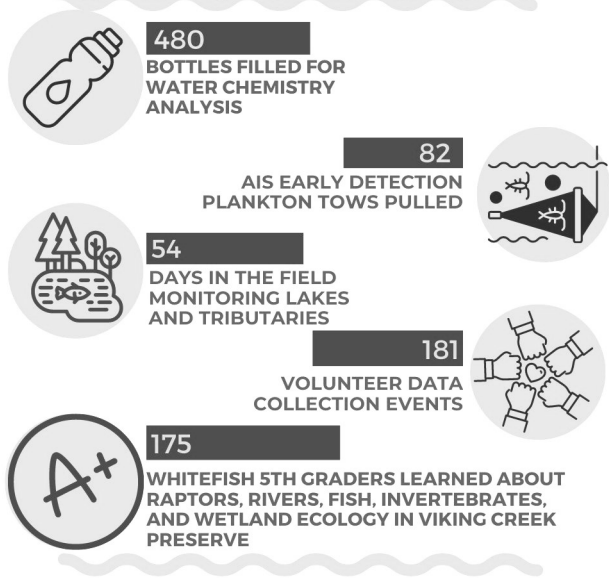 480
BOTTLES FILLED FOR
WATER CHEMISTRY
ANALYSIS
82
AIS EARLY DETECTION
PLANKTON TOWS PULLED
54
DAYS IN THE FIELD
MONITORING LAKES
AND TRIBUTARIES
181
VOLUNTEER DATA
COLLECTION EVENTS
A+
175
WHITEFISH 5TH GRADERS LEARNED ABOUT
RAPTORS, RIVERS, FISH, INVERTEBRATES,
AND WETLAND ECOLOGY IN VIKING CREEK
PRESERVE